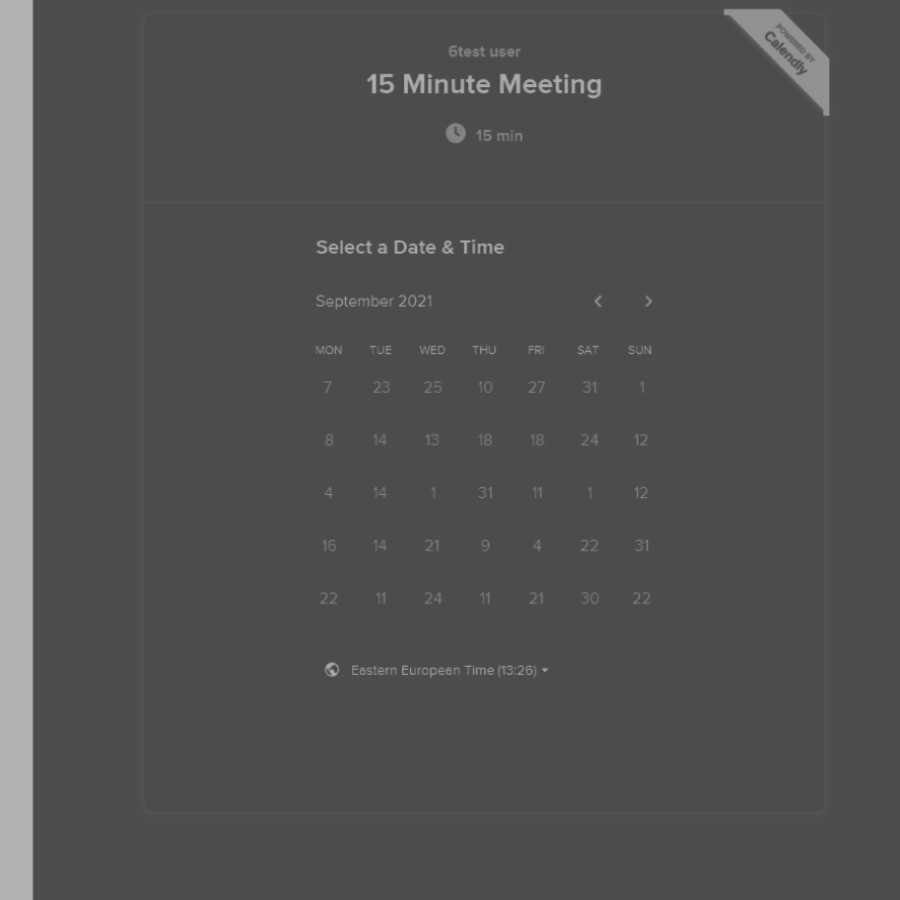 POWERED BY
Calendly
6test user
15 Minute Meeting
15 min
Select a Date & Time
September 2021
MON TUE WED THU FRI SAT SUN
7 23 25 10 27 31 1
8 14 13 18 18 24 12
4 14 1 31 11 1 12
16 14 21 9 4 22 31
22 11 24 11 21 30 22
Eastern European Time (13:26)